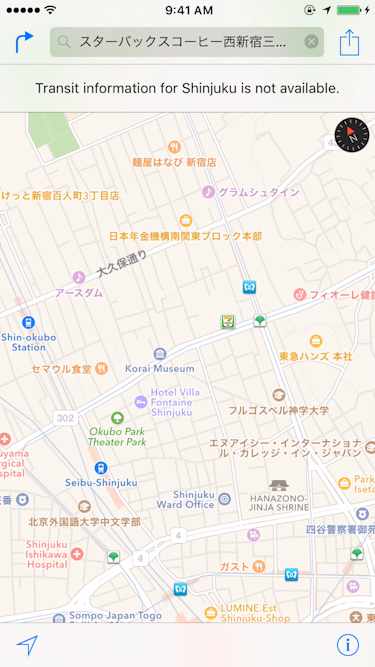 9:41 AM
スターバックスコーヒー西新宿三...
Transit information for Shinjuku is not available.
麺屋はなび 新宿店
けっと新宿百人町3丁目店
グラムシュタイン
日本年金機構南関東ブロック本部
大久保通り
アースダム
フィオーレ健
Shin-okubo
Station
東急ハンズ 本社
セマウル食堂
Korai Museum
Hotel Villa
Fontaine
Shinjuku
302
フルゴスペル神学大学
Okubo Park
Theater Park
エヌアイシー・インターナショナ
ル・カレッジ・イン・ジャパン
Seibu-Shinjuku
Shinjuku
Ward Office
HANAZONO-
JINJA SHRINE
Park
Iseta
北京外国語大学中文学部
四谷警察署御苑
4
4
Shinjuku
Ishikawa
Hospital
ガスト
LUMINE Est
Shinjuku-Shop
Sompo Japan Togo